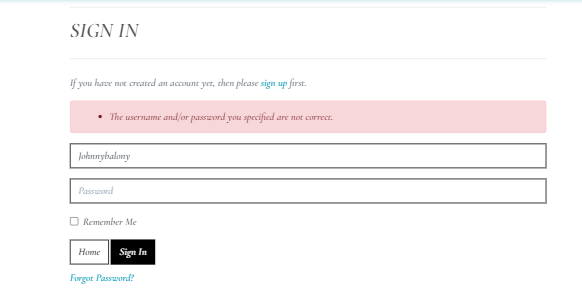 SIGN IN
If you have not created an account yet, then please sign up first.
• The username and/or password you specified are not correct.
Johnnybalony
Password
Remember Me
Home Sign In
Forgot Password?